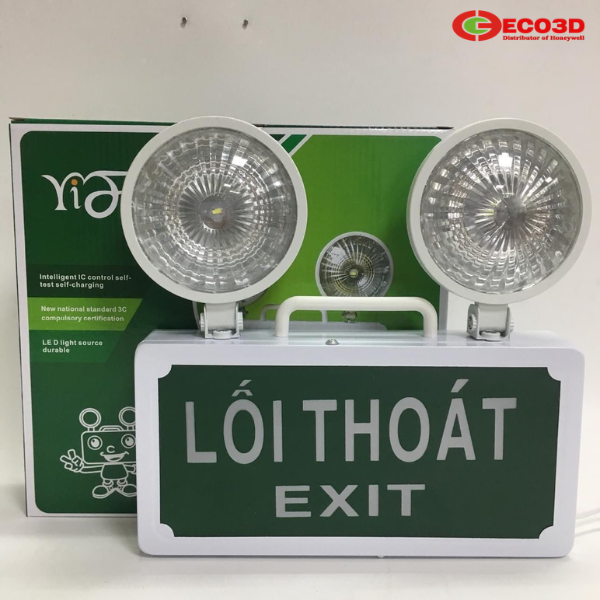 ECO3D
Distributor of Honeywell
Intelligent IC control self-
test self-charging
New national standard 3C
compulsory certification
LED light source
durable
LỐI THOÁT
EXIT